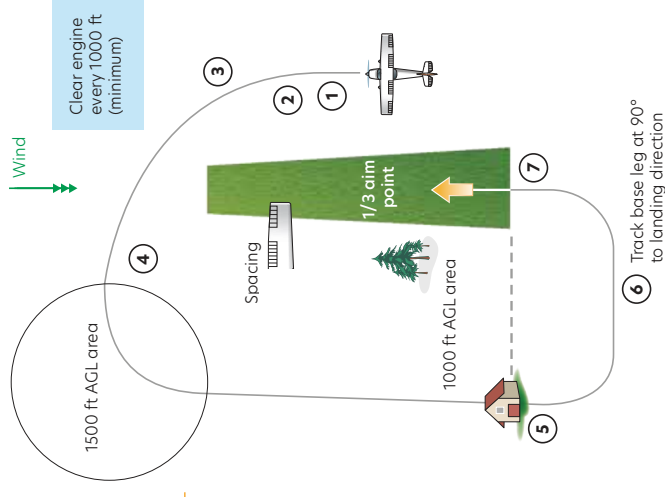 Wind
Clear engine
every 1000 ft
(minimum)
3
2
1
4
1500 ft AGL area
Spacing
1/3 aim
point
1000 ft AGL area
7
5
6
Track base leg at 90°
to landing direction